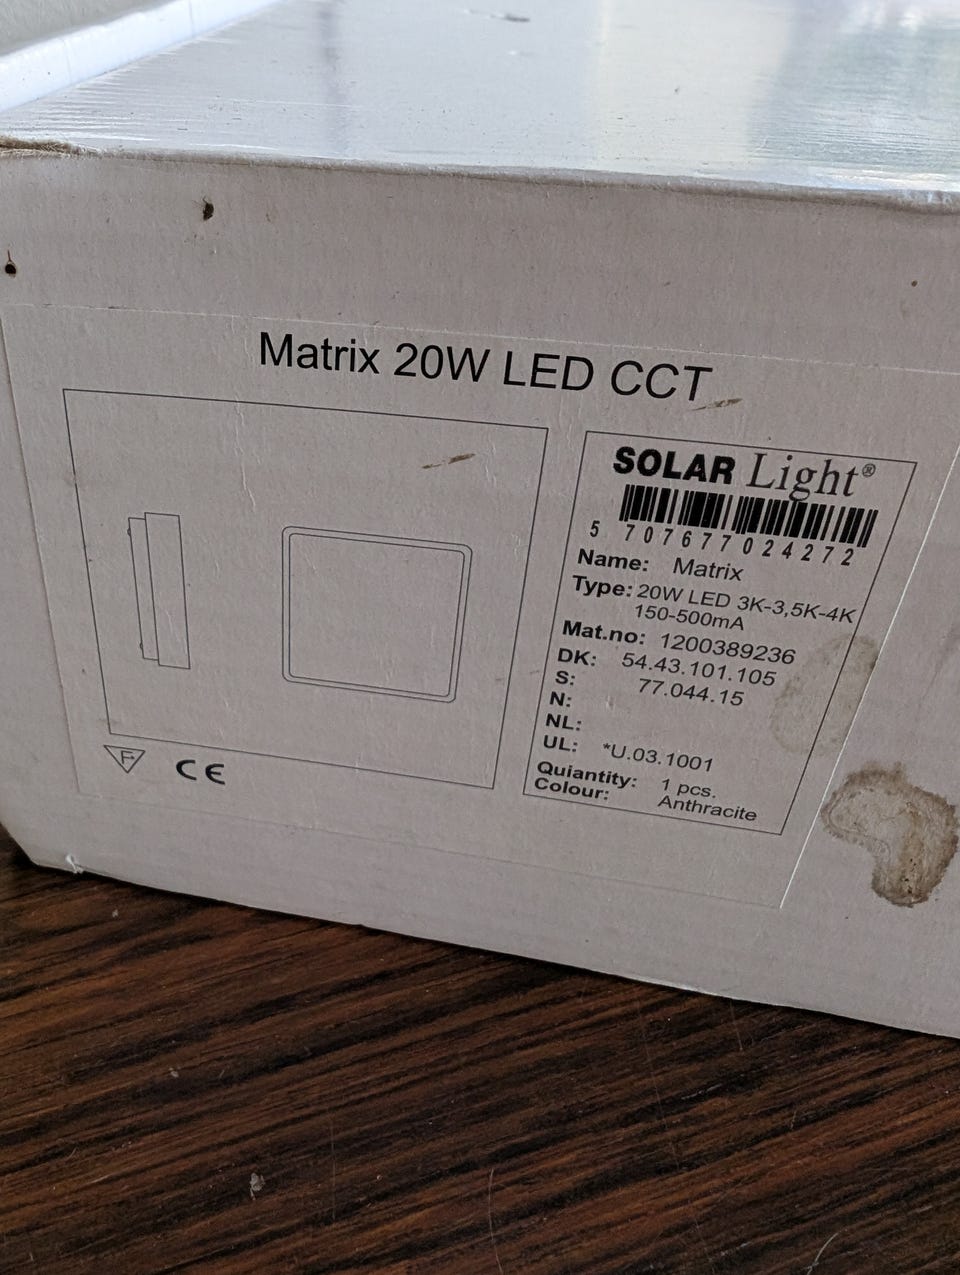 Matrix 20W LED CCT
SOLAR Light®
5 707677 024272
Name: Matrix
Type: 20W LED 3K-3,5K-4K
150-500mA
Mat.no: 1200389236
DK: 54.43.101.105
S: 77.044.15
N:
NL:
UL: *U.03.1001
Quiantity: 1 pcs.
Colour: Anthracite
F
CE